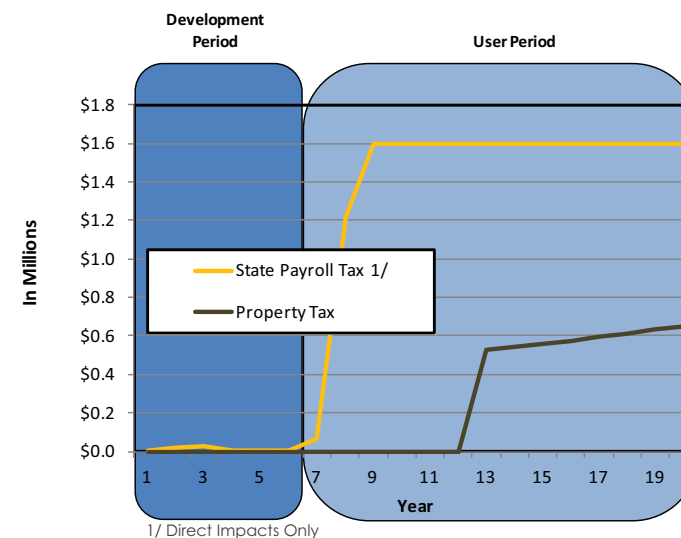 Development
Period
User Period
$1.8
$1.6
$1.4
$1.2
$1.0
$0.8
$0.6
$0.4
$0.2
$0.0
In Millions
State Payroll Tax 1/
Property Tax
1 3 5 7 9 11 13 15 17 19
Year
1/ Direct Impacts Only